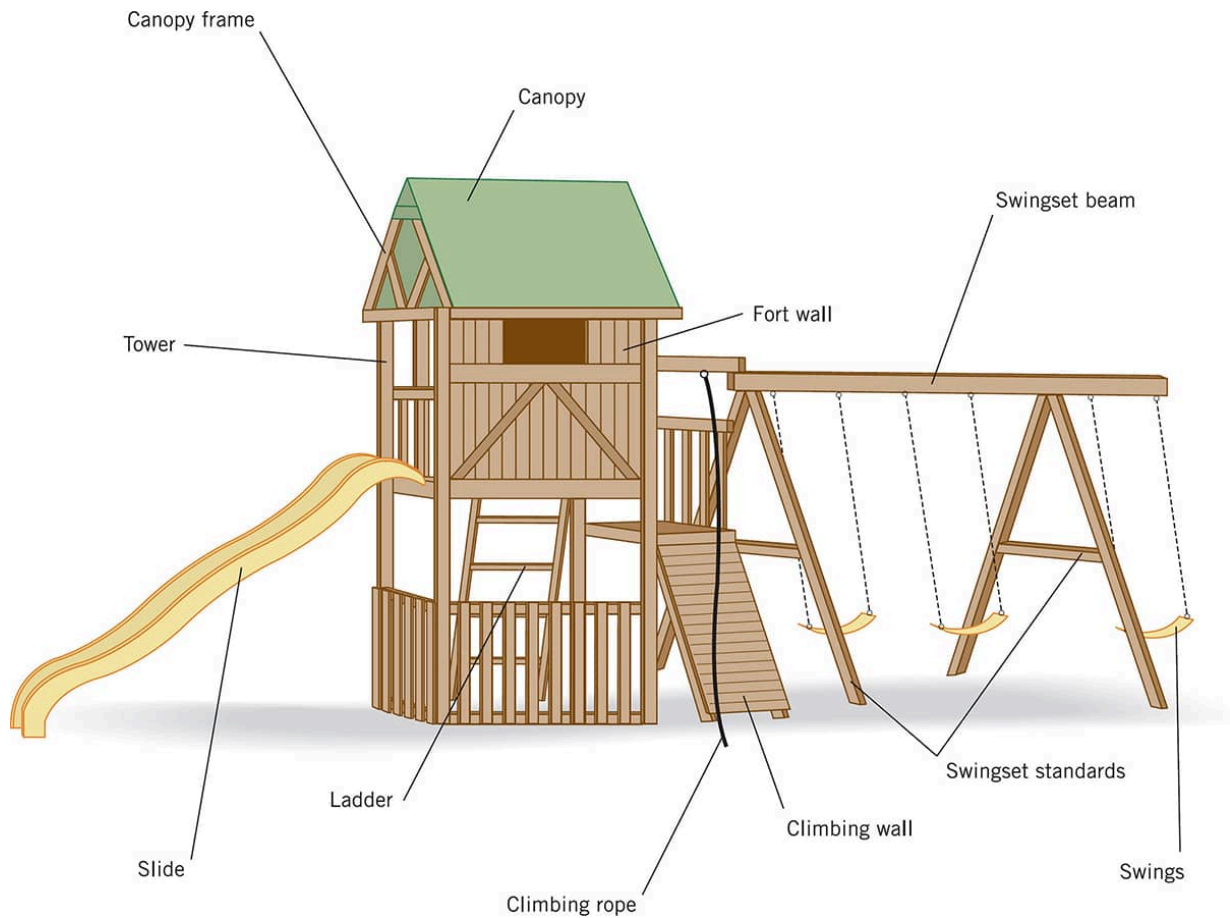 Canopy frame
Canopy
Swingset beam
Fort wall
Tower
Swingset standards
Ladder
Climbing wall
Slide
Swings
Climbing rope